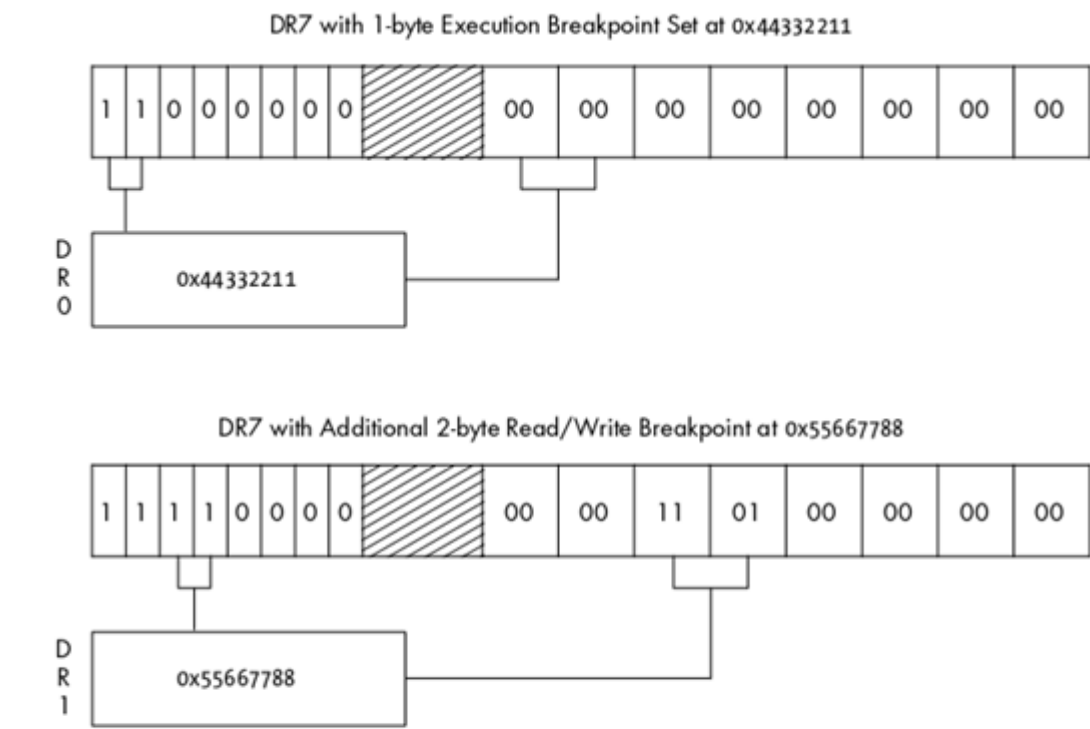 DR7 with 1-byte Execution Breakpoint Set at 0x44332211
1 1 0 0 0 0 0 0 00 00 00 00 00 00 00 00
D
R
0
0x44332211
DR7 with Additional 2-byte Read/Write Breakpoint at 0x55667788
1 1 1 1 0 0 0 0 00 00 11 01 00 00 00 00
D
R
1
0x55667788